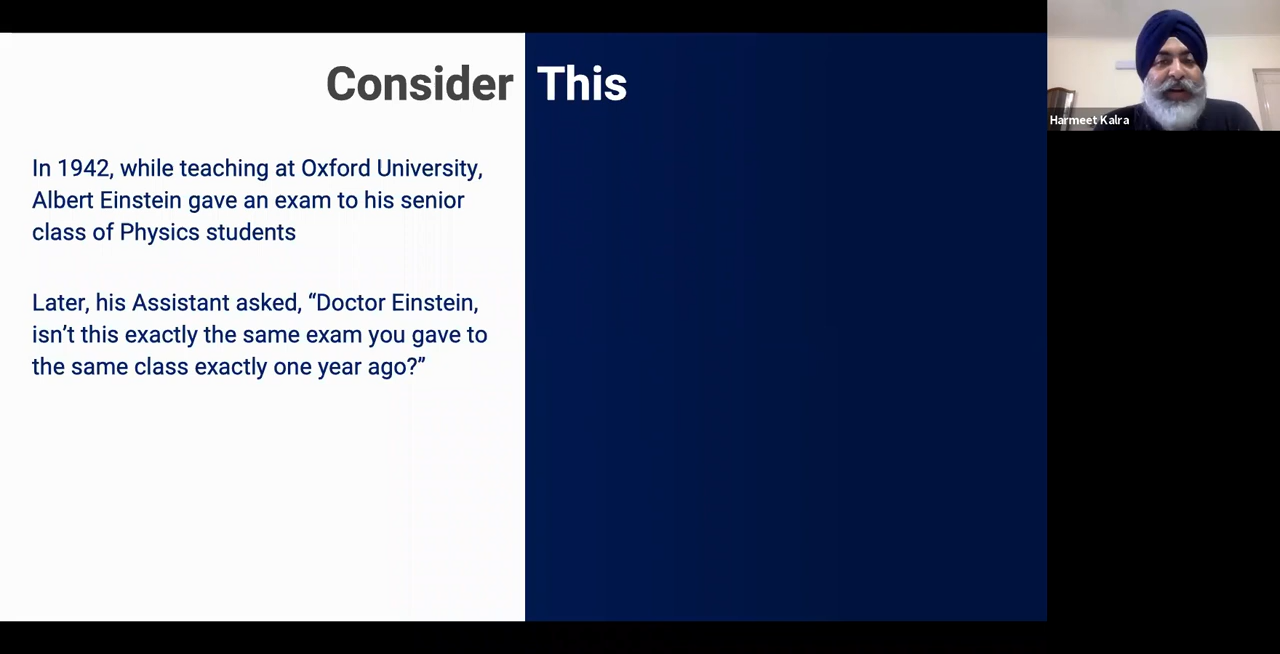 Consider This
In 1942, while teaching at Oxford University,
Albert Einstein gave an exam to his senior
class of Physics students
Later, his Assistant asked, “Doctor Einstein,
isn’t this exactly the same exam you gave to
the same class exactly one year ago?”
Harmeet Kalra